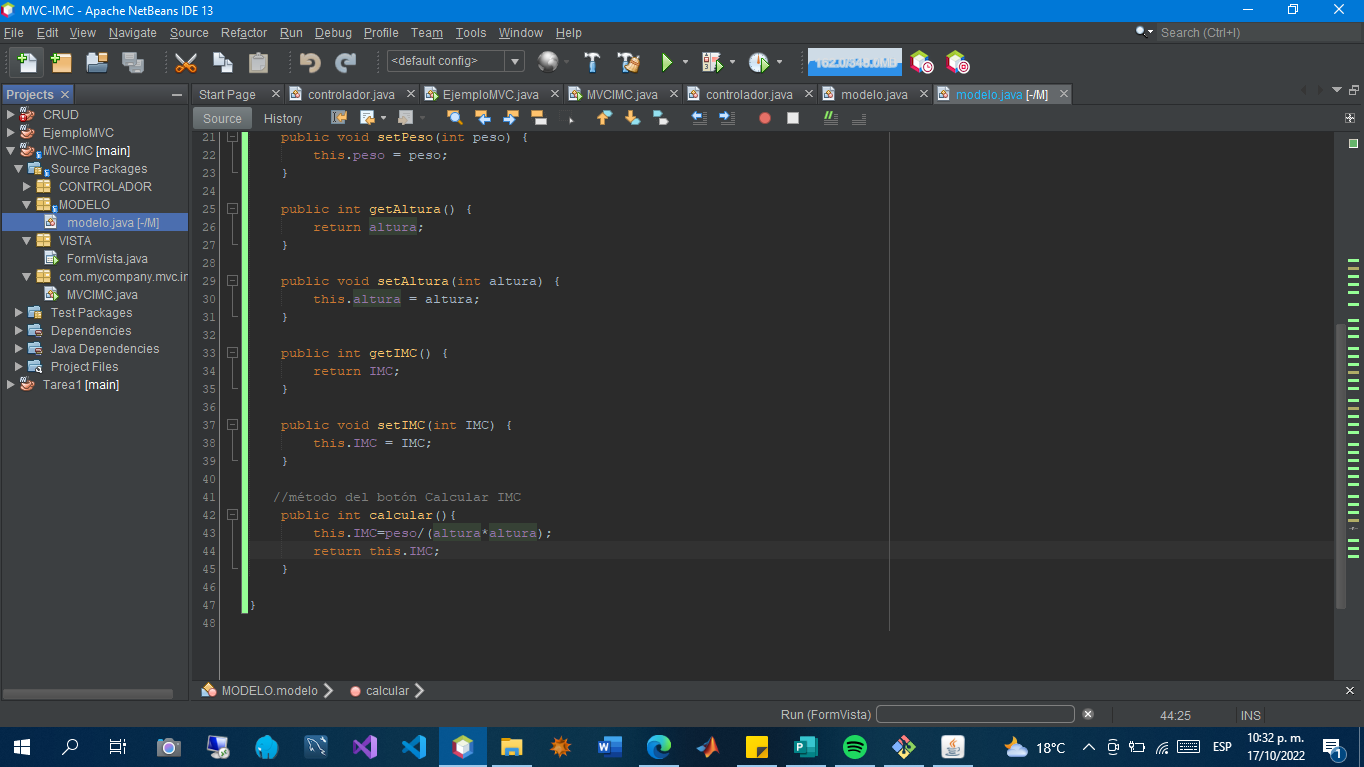 MVC-IMC - Apache NetBeans IDE 13
File Edit View Navigate Source Refactor Run Debug Profile Team Tools Window Help
Search (Ctrl+I)
<default config>
Projects
Start Page controlador.java EjemploMVC.java MVCIMC.java controlador.java modelo.java modelo.java [-/M]
Source History
CRUD
EjemploMVC
MVC-IMC [main]
Source Packages
CONTROLADOR
MODELO
modelo.java [-/M]
VISTA
FormVista.java
com.mycompany.mvc.ir
MVCIMC.java
Test Packages
Dependencies
Java Dependencies
Project Files
Tarea1 [main]
21 public void setPeso(int peso) {
22 this.peso = peso;
23 }
24
25 public int getAltura() {
26 return altura;
27 }
28
29 public void setAltura(int altura) {
30 this.altura = altura;
31 }
32
33 public int getIMC() {
34 return IMC;
35 }
36
37 public void setIMC(int IMC) {
38 this.IMC = IMC;
39 }
40
41 //método del botón Calcular IMC
42 public int calcular(){
43 this.IMC=peso/(altura*altura);
44 return this.IMC;
45 }
46
47 }
48
MODELO.modelo calcular
Run (FormVista)
44:25 INS
18°C
ESP
10:32 p. m.
17/10/2022
1